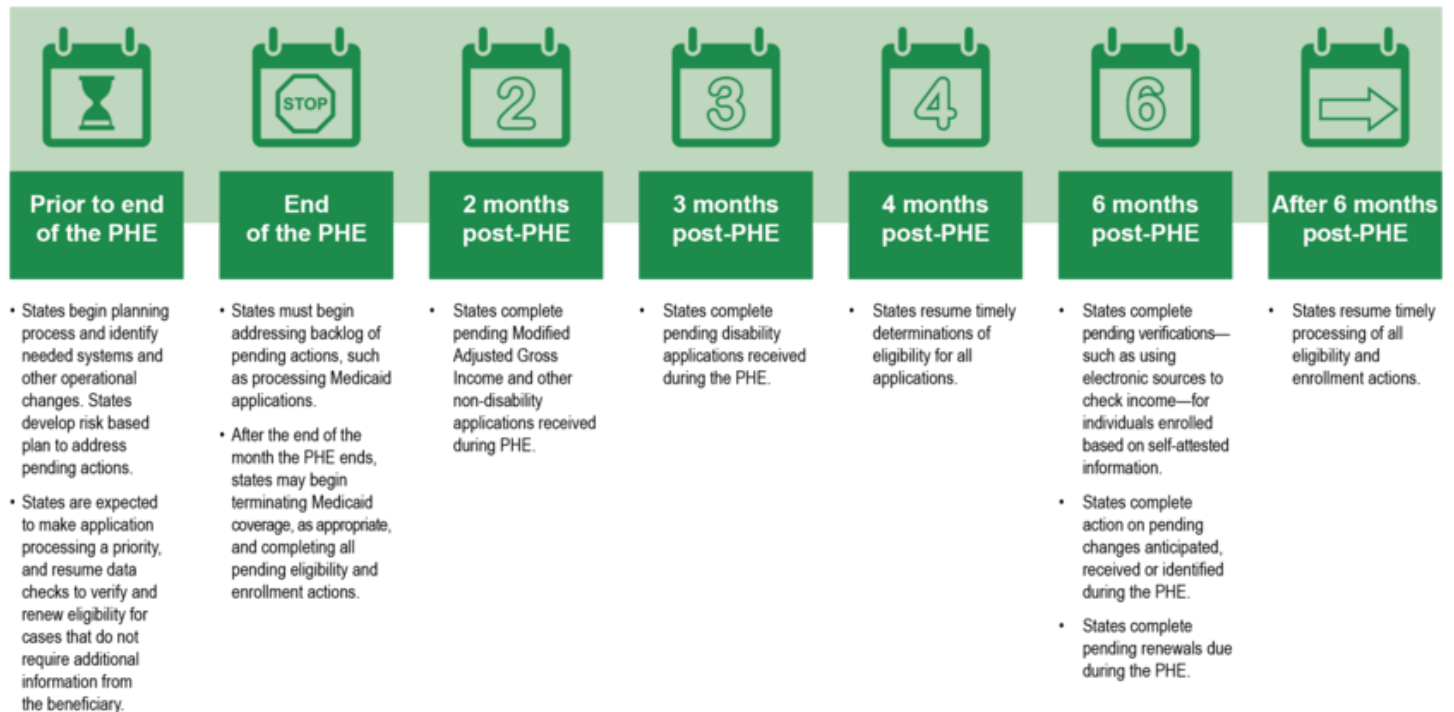 STOP
2
3
4
6
Prior to end
of the PHE
• States begin planning
process and identify
needed systems and
other operational
changes. States
develop risk based
plan to address
pending actions.
• States are expected
to make application
processing a priority,
and resume data
checks to verify and
renew eligibility for
cases that do not
require additional
information from
the beneficiary.
End
of the PHE
• States must begin
addressing backlog of
pending actions, such
as processing Medicaid
applications.
• After the end of the
month the PHE ends,
states may begin
terminating Medicaid
coverage, as appropriate,
and completing all
pending eligibility and
enrollment actions.
2 months
post-PHE
• States complete
pending Modified
Adjusted Gross
Income and other
non-disability
applications received
during PHE.
3 months
post-PHE
• States complete
pending disability
applications received
during the PHE.
4 months
post-PHE
• States resume timely
determinations of
eligibility for all
applications.
6 months
post-PHE
• States complete
pending verifications—
such as using
electronic sources to
check income—for
individuals enrolled
based on self-attested
information.
• States complete
action on pending
changes anticipated,
received or identified
during the PHE.
• States complete
pending renewals due
during the PHE.
After 6 months
post-PHE
• States resume timely
processing of all
eligibility and
enrollment actions.